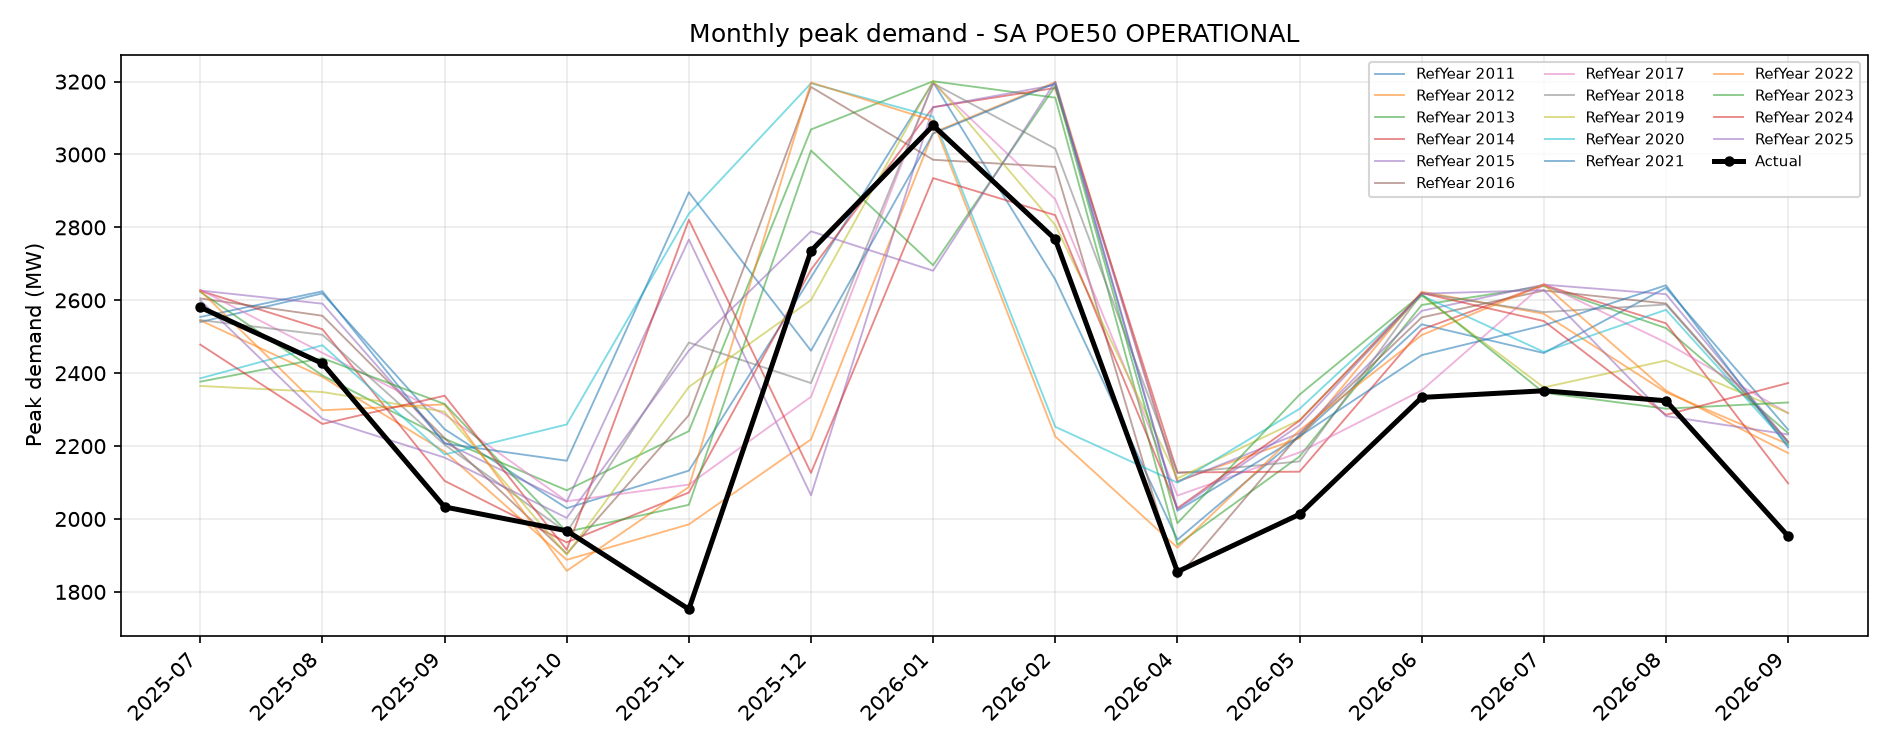 Monthly peak demand - SA POE50 OPERATIONAL
Peak demand (MW)
3200
3000
2800
2600
2400
2200
2000
1800
RefYear 2011
RefYear 2012
RefYear 2013
RefYear 2014
RefYear 2015
RefYear 2016
RefYear 2017
RefYear 2018
RefYear 2019
RefYear 2020
RefYear 2021
RefYear 2022
RefYear 2023
RefYear 2024
RefYear 2025
Actual
2025-07
2025-08
2025-09
2025-10
2025-11
2025-12
2026-01
2026-02
2026-04
2026-05
2026-06
2026-07
2026-08
2026-09